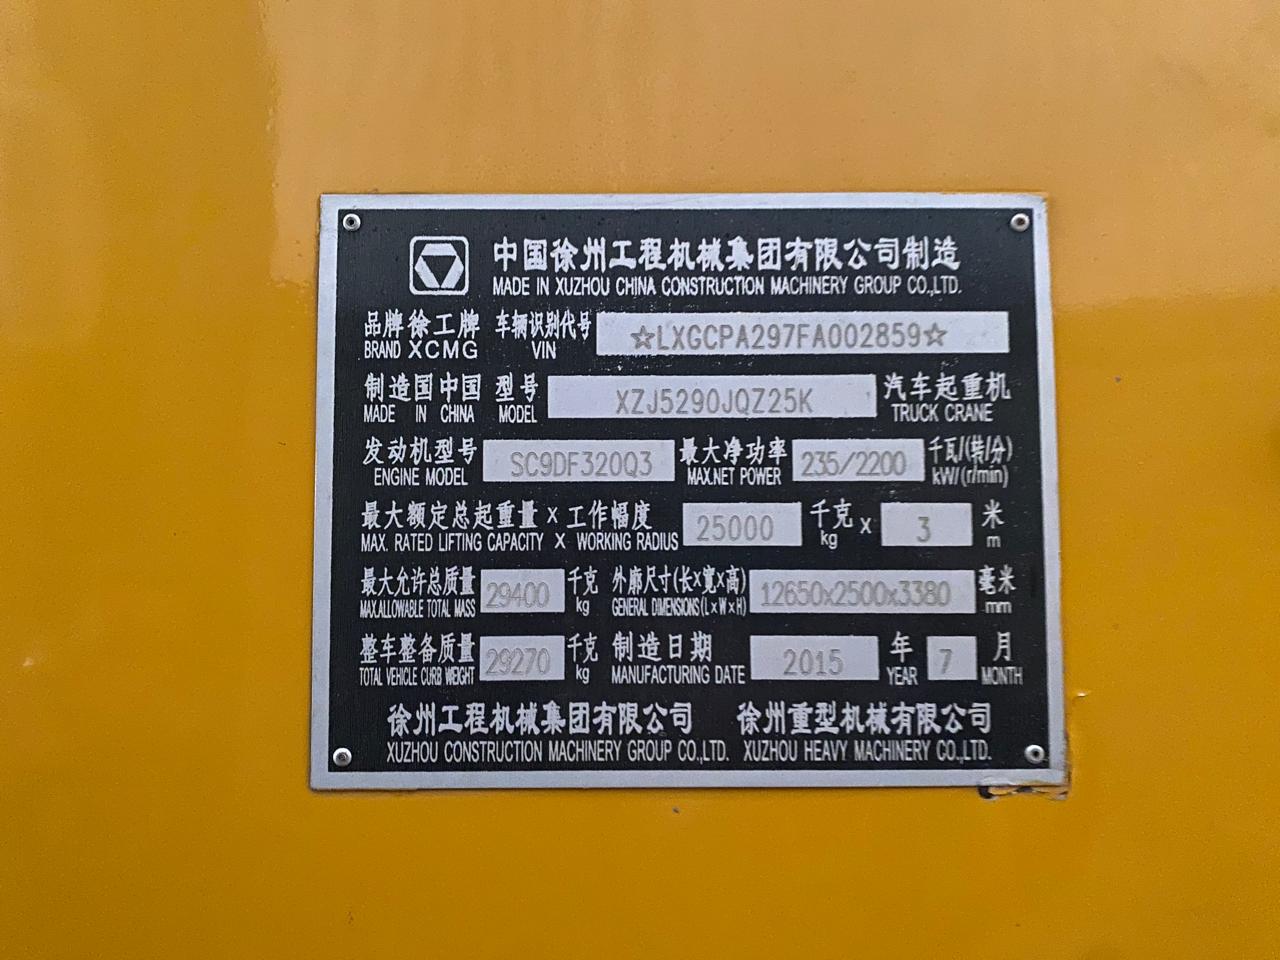 中国徐州工程机械集团有限公司制造
MADE IN XUZHOU CHINA CONSTRUCTION MACHINERY GROUP CO.,LTD.
品牌徐工牌 车辆识别代号 ☆LXGCPA297FA002859☆
BRAND XCMG VIN
制造国中国 型号 XZJ5290JQZ25K 汽车起重机
MADE IN CHINA MODEL TRUCK CRANE
发动机型号 SC9DF320Q3 最大净功率 235/2200 千瓦/(转/分)
ENGINE MODEL MAX.NET POWER kW/(r/min)
最大额定总起重量 x 工作幅度 25000 千克 x 3 米
MAX. RATED LIFTING CAPACITY X WORKING RADIUS kg m
最大允许总质量 29400 千克 外廓尺寸(长x宽x高) 12650x2500x3380 毫米
MAX.ALLOWABLE TOTAL MASS kg GENERAL DIMENSIONS(LxWxH) mm
整车整备质量 29270 千克 制造日期 2015 年 7 月
TOTAL VEHICLE CURB WEIGHT kg MANUFACTURING DATE YEAR MONTH
徐州工程机械集团有限公司 徐州重型机械有限公司
XUZHOU CONSTRUCTION MACHINERY GROUP CO.,LTD. XUZHOU HEAVY MACHINERY CO.,LTD.